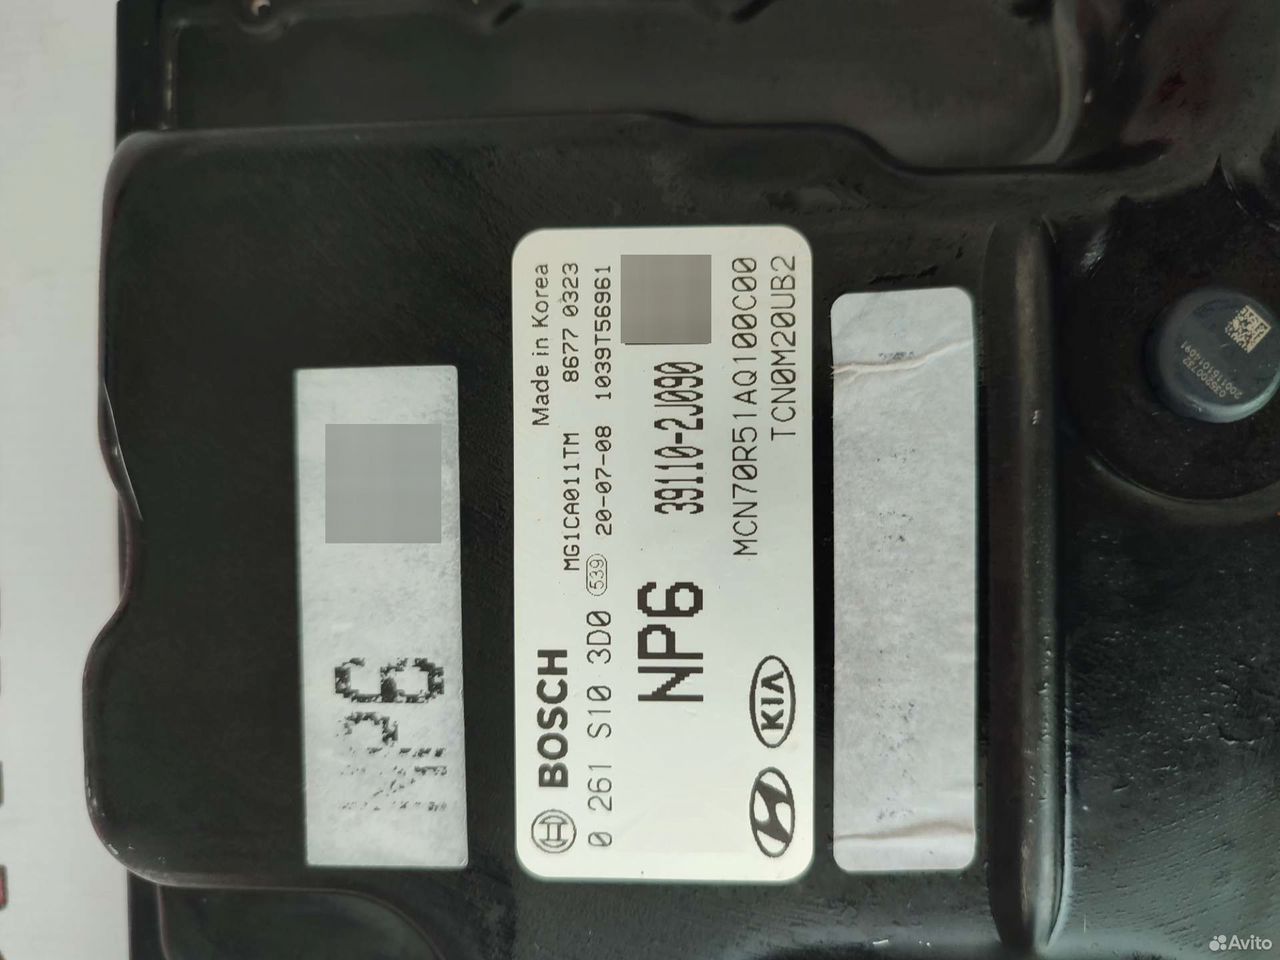 NP6
BOSCH
Made in Korea
MG1CA011TM 8677 0323
0 261 S10 3D0 539 20-07-08 1039T56961
NP6 39110-2J090
KIA
MCN70R51AQ100C00
TCN0M20UB2
Avito